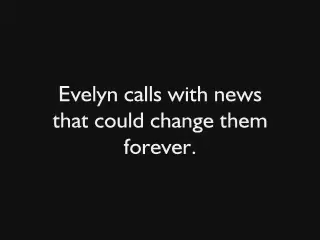 Evelyn calls with news
that could change them
forever.